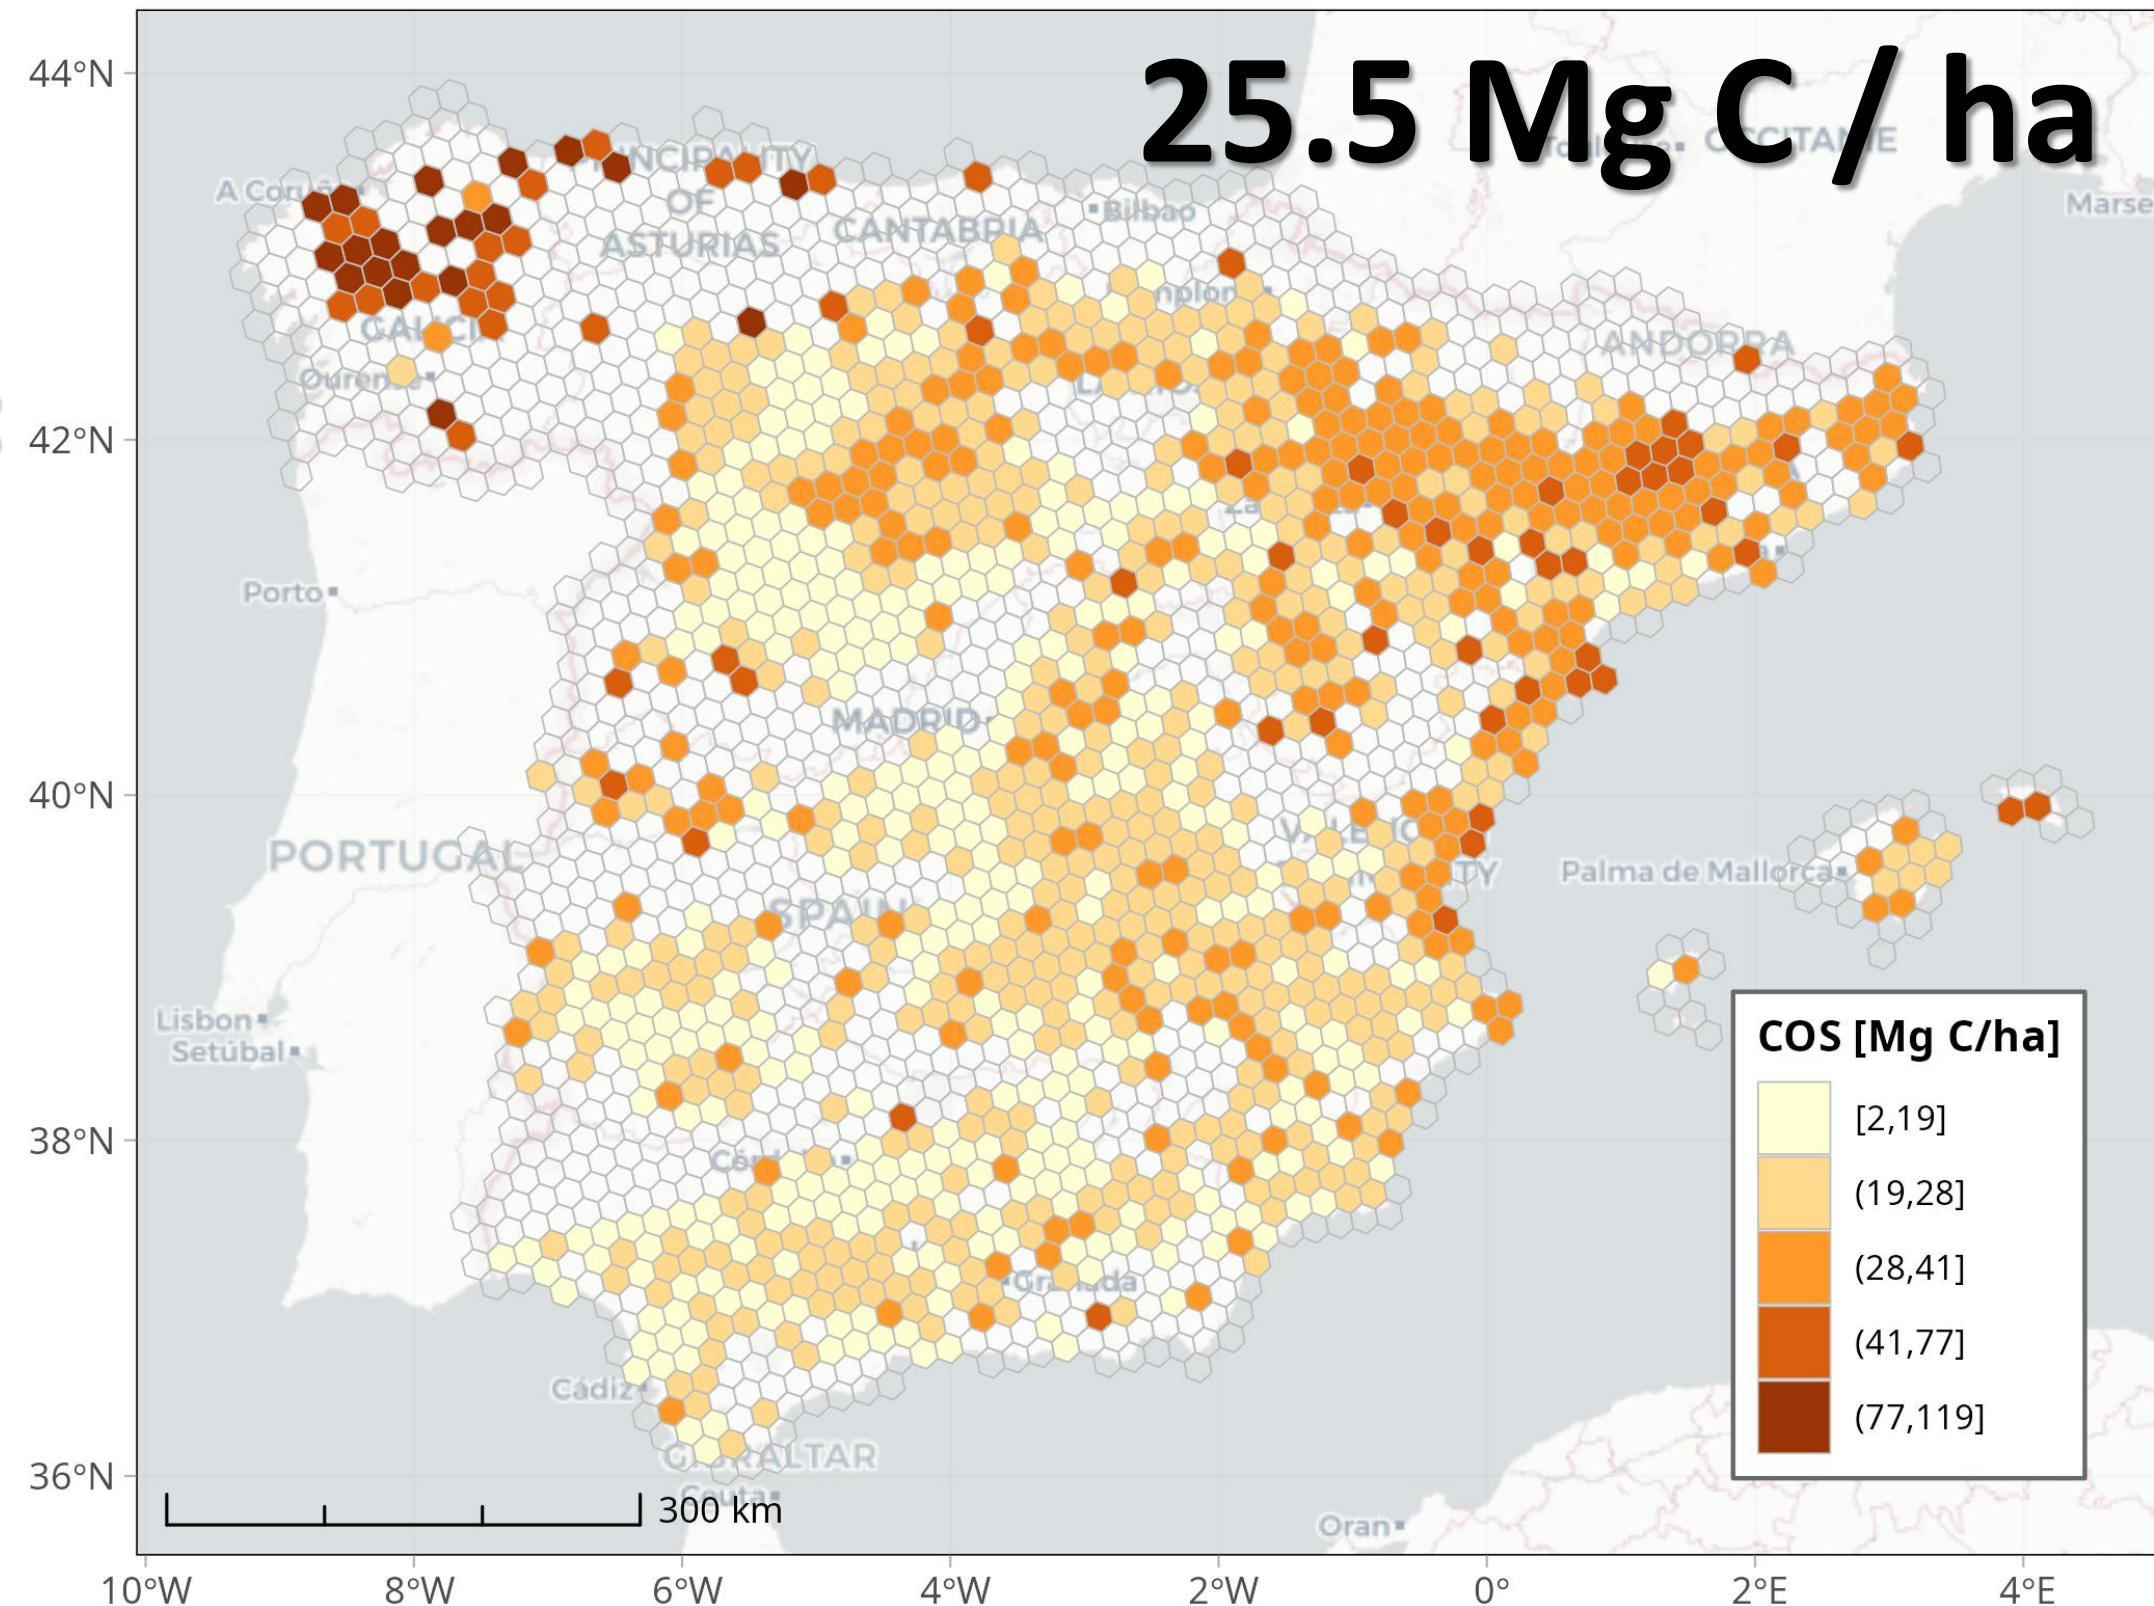 25.5 Mg C / ha
44°N
OCCITANIE
A Coruña
PRINCIPALITY
OF
ASTURIAS
CANTABRIA
Bilbao
Marse
ANDORRA
42°N
Porto
MADRID
40°N
PORTUGAL
SPAIN
Palma de Mallorca
Lisbon
Setúbal
COS [Mg C/ha]
[2,19]
(19,28]
(28,41]
(41,77]
(77,119]
38°N
Granada
Cádiz
GIBRALTAR
36°N
Ceuta
300 km
Oran
10°W 8°W 6°W 4°W 2°W 0° 2°E 4°E